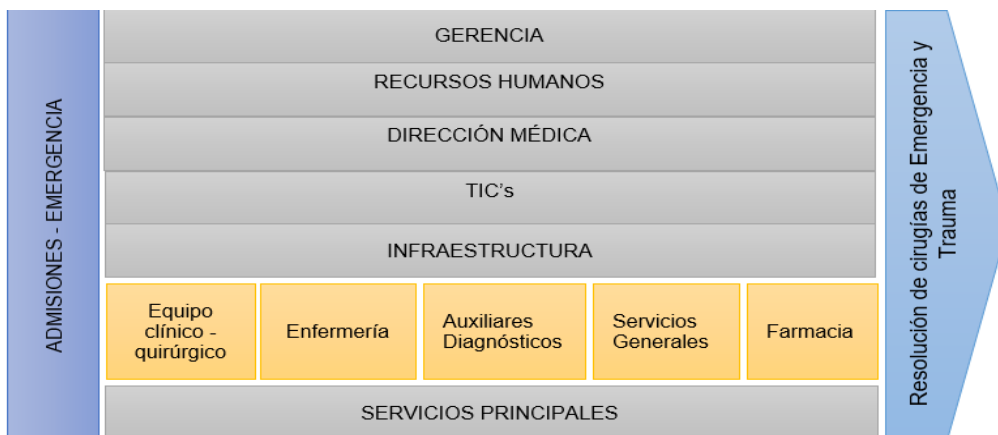 ADMISIONES - EMERGENCIA
GERENCIA
RECURSOS HUMANOS
DIRECCIÓN MÉDICA
TIC's
INFRAESTRUCTURA
Equipo
clínico -
quirúrgico
Enfermería
Auxiliares
Diagnósticos
Servicios
Generales
Farmacia
SERVICIOS PRINCIPALES
Resolución de cirugías de Emergencia y
Trauma